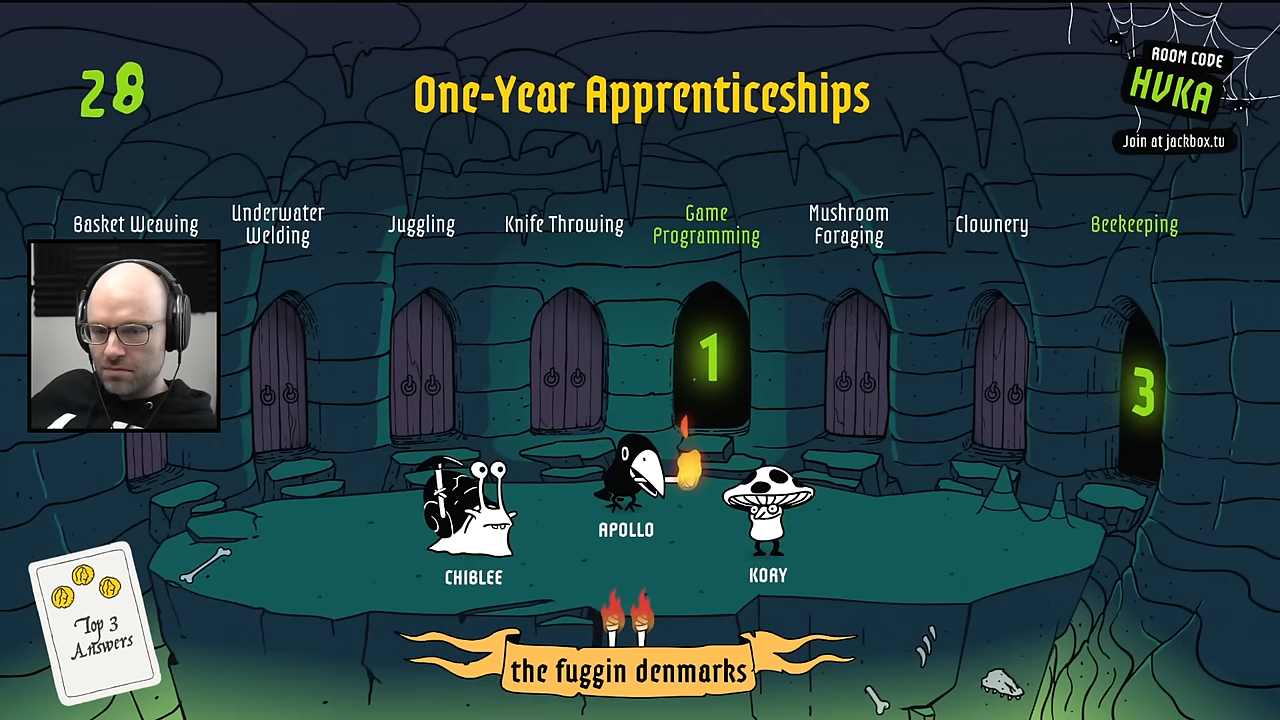 28
One-Year Apprenticeships
ROOM CODE
HVKA
Join at jackbox.tv
Basket Weaving
Underwater
Welding
Juggling
Knife Throwing
Game
Programming
Mushroom
Foraging
Clownery
Beekeeping
1
3
APOLLO
CHIBLEE
KORY
Top 3
Answers
the fuggin denmarks